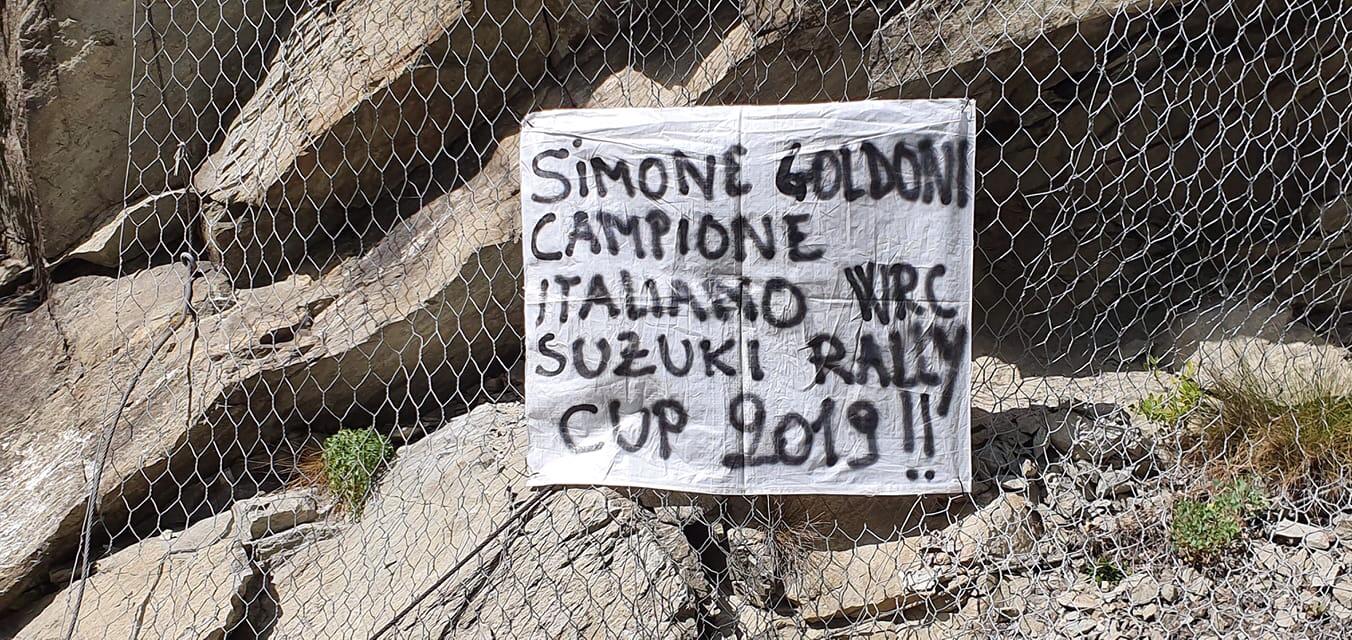 SiMONE GOLDONI
CAMPIONE
ITALIANO WRC
SUZUKI RALLY
CUP 2019!!